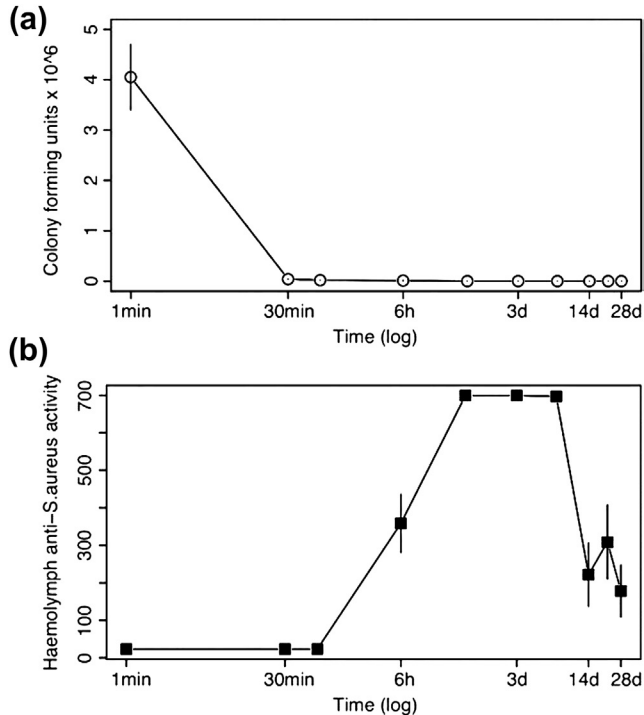 (a)
Colony forming units x 10^6
5
4
3
2
1
0
1min 30min 6h 3d 14d 28d
Time (log)
(b)
Haemolymph anti-S.aureus activity
700
500
300
100
0
1min 30min 6h 3d 14d 28d
Time (log)